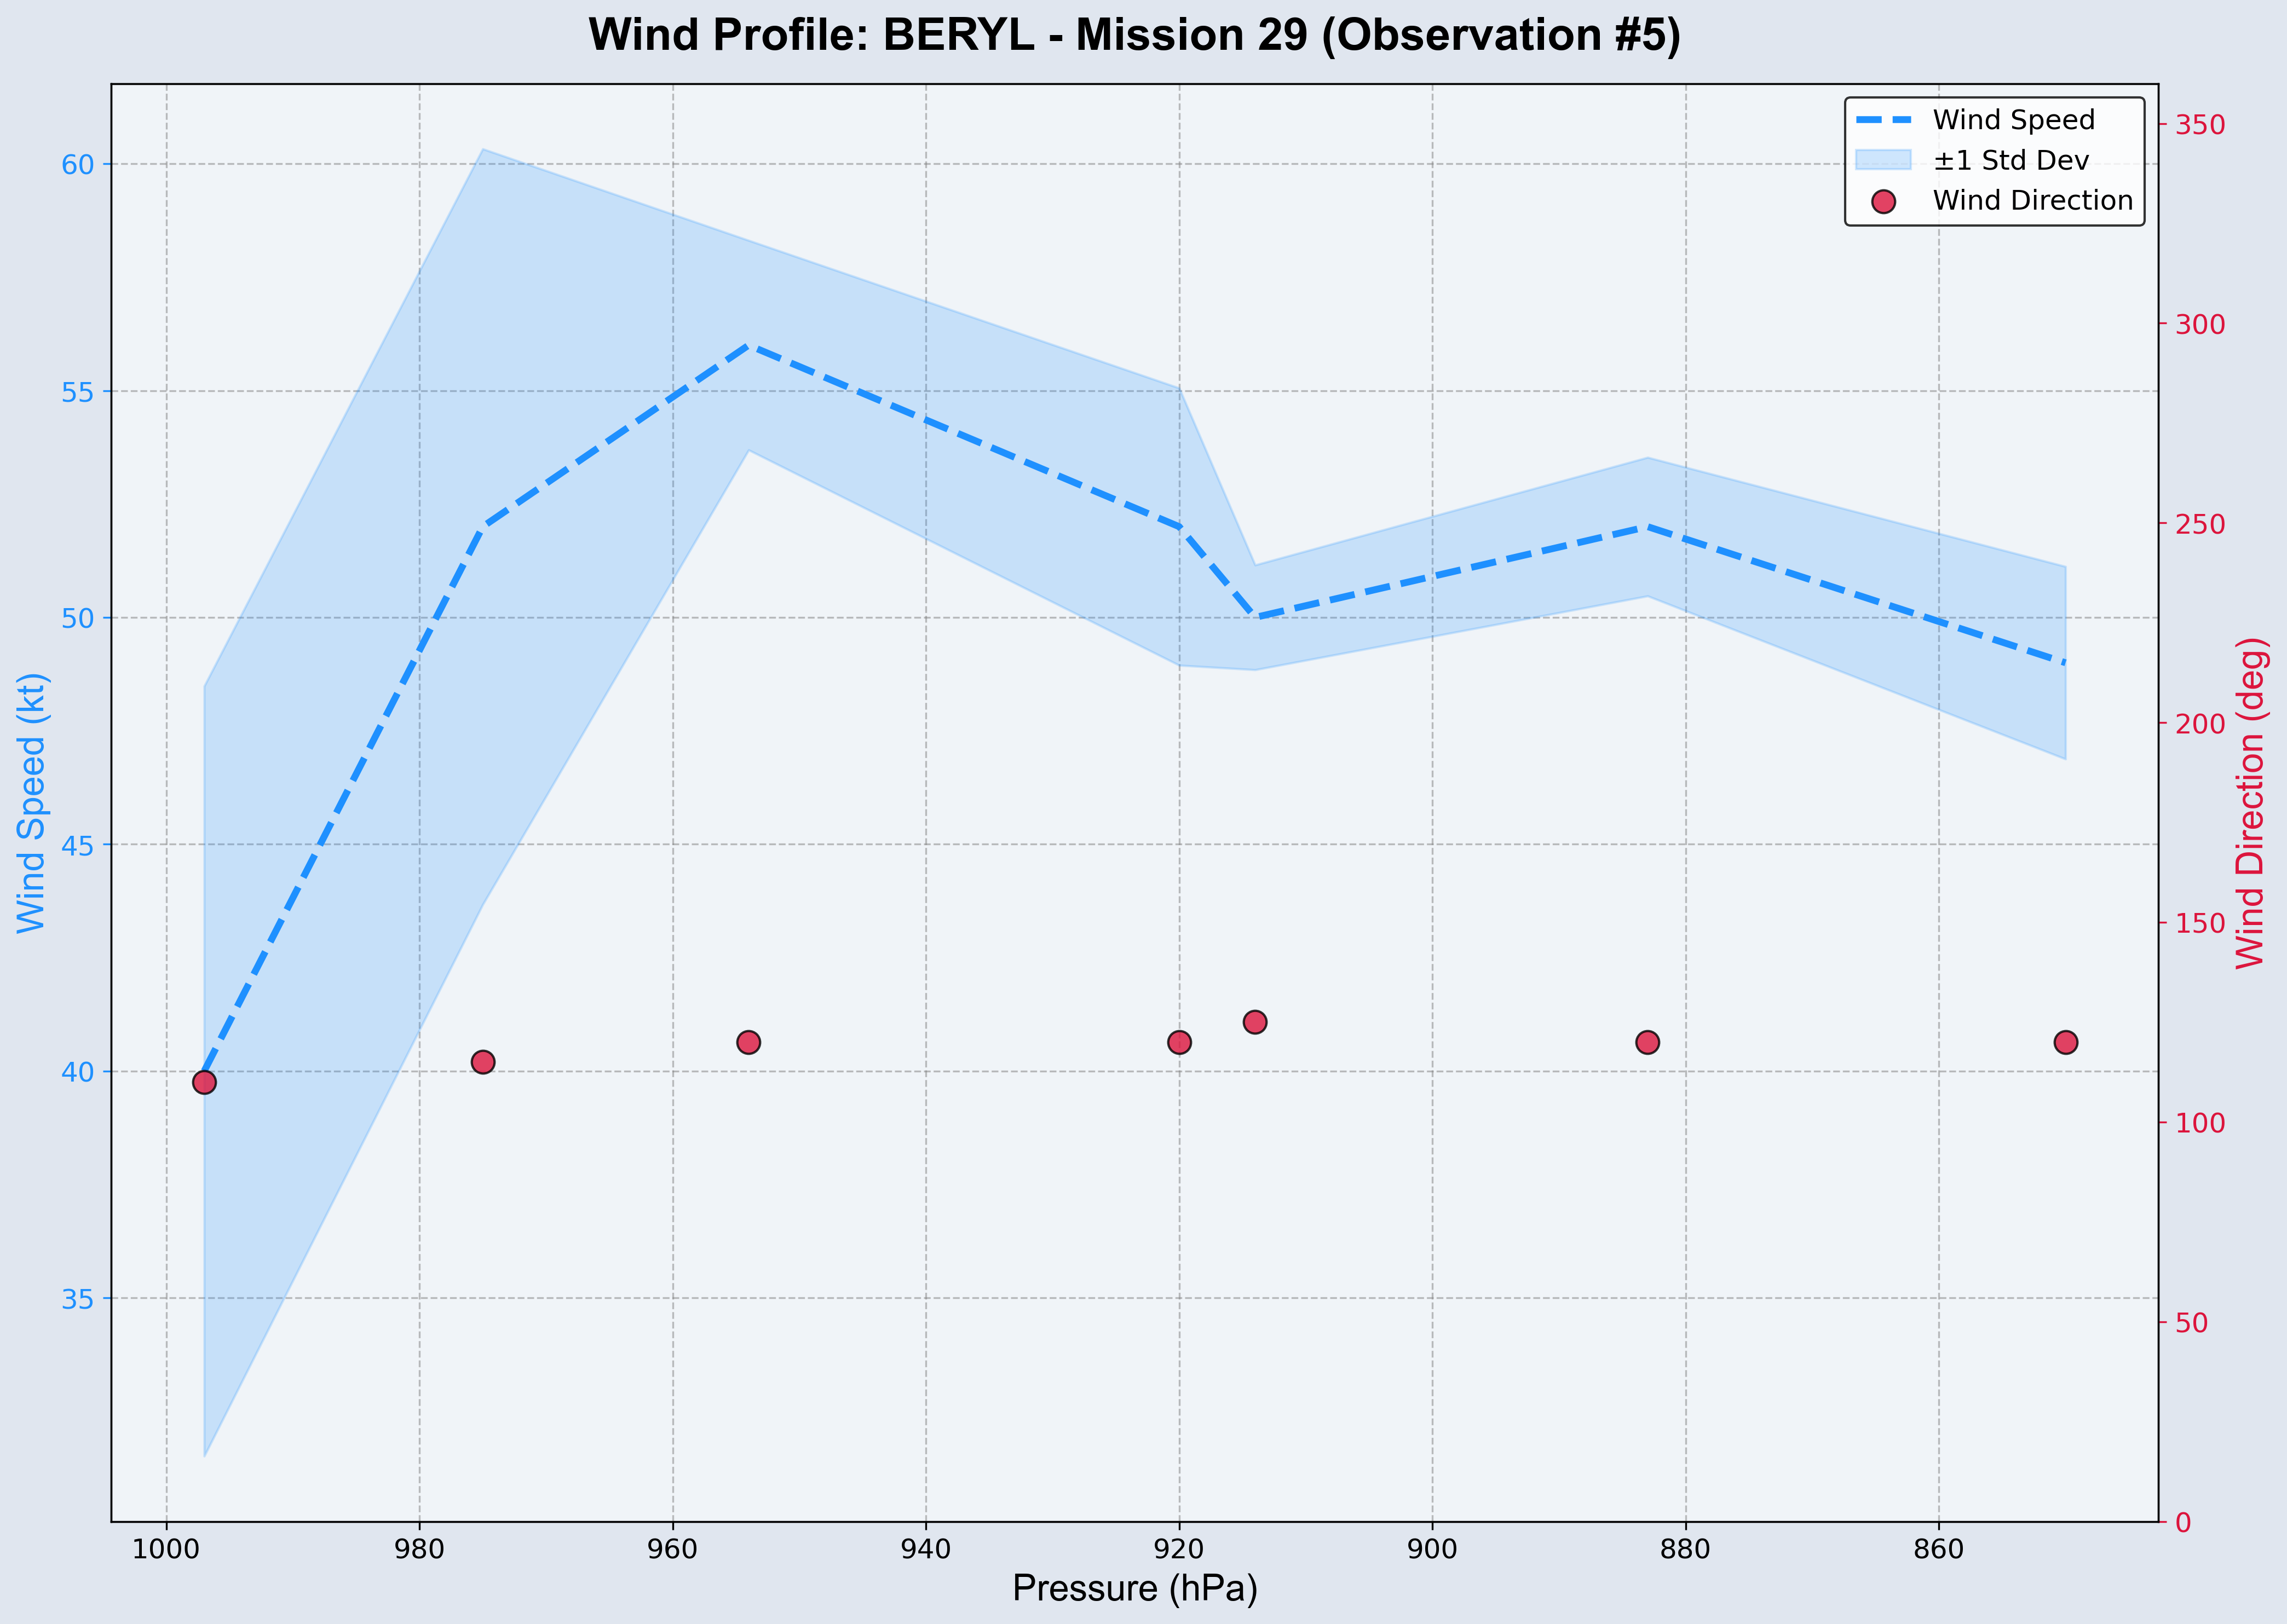 Wind Profile: BERYL - Mission 29 (Observation #5)
Wind Speed
±1 Std Dev
Wind Direction
Wind Speed (kt)
60
55
50
45
40
35
Wind Direction (deg)
350
300
250
200
150
100
50
0
1000 980 960 940 920 900 880 860
Pressure (hPa)